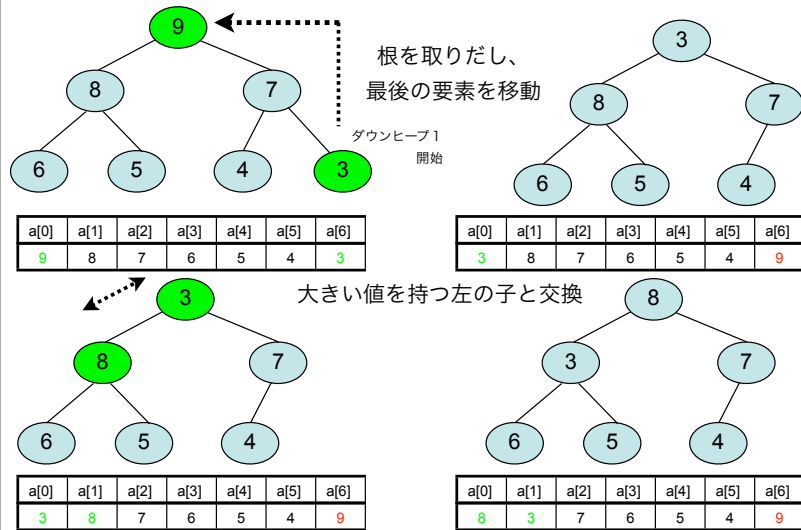 9
8 7
6 5 4 3
根を取りだし、
最後の要素を移動
ダウンヒープ1
開始
a[0] a[1] a[2] a[3] a[4] a[5] a[6]
9 8 7 6 5 4 3
3
8 7
6 5 4
a[0] a[1] a[2] a[3] a[4] a[5] a[6]
3 8 7 6 5 4 9
大きい値を持つ左の子と交換
3
8 7
6 5 4
a[0] a[1] a[2] a[3] a[4] a[5] a[6]
3 8 7 6 5 4 9
8
3 7
6 5 4
a[0] a[1] a[2] a[3] a[4] a[5] a[6]
8 3 7 6 5 4 9